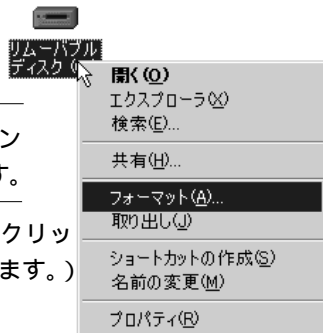 リムーバブル
ディスク (
開く(O)
エクスプローラ(X)
検索(E)...
共有(H)...
フォーマット(A)...
取り出し(J)
ショートカットの作成(S)
名前の変更(M)
プロパティ(R)
ン
す。
クリッ
ます。)